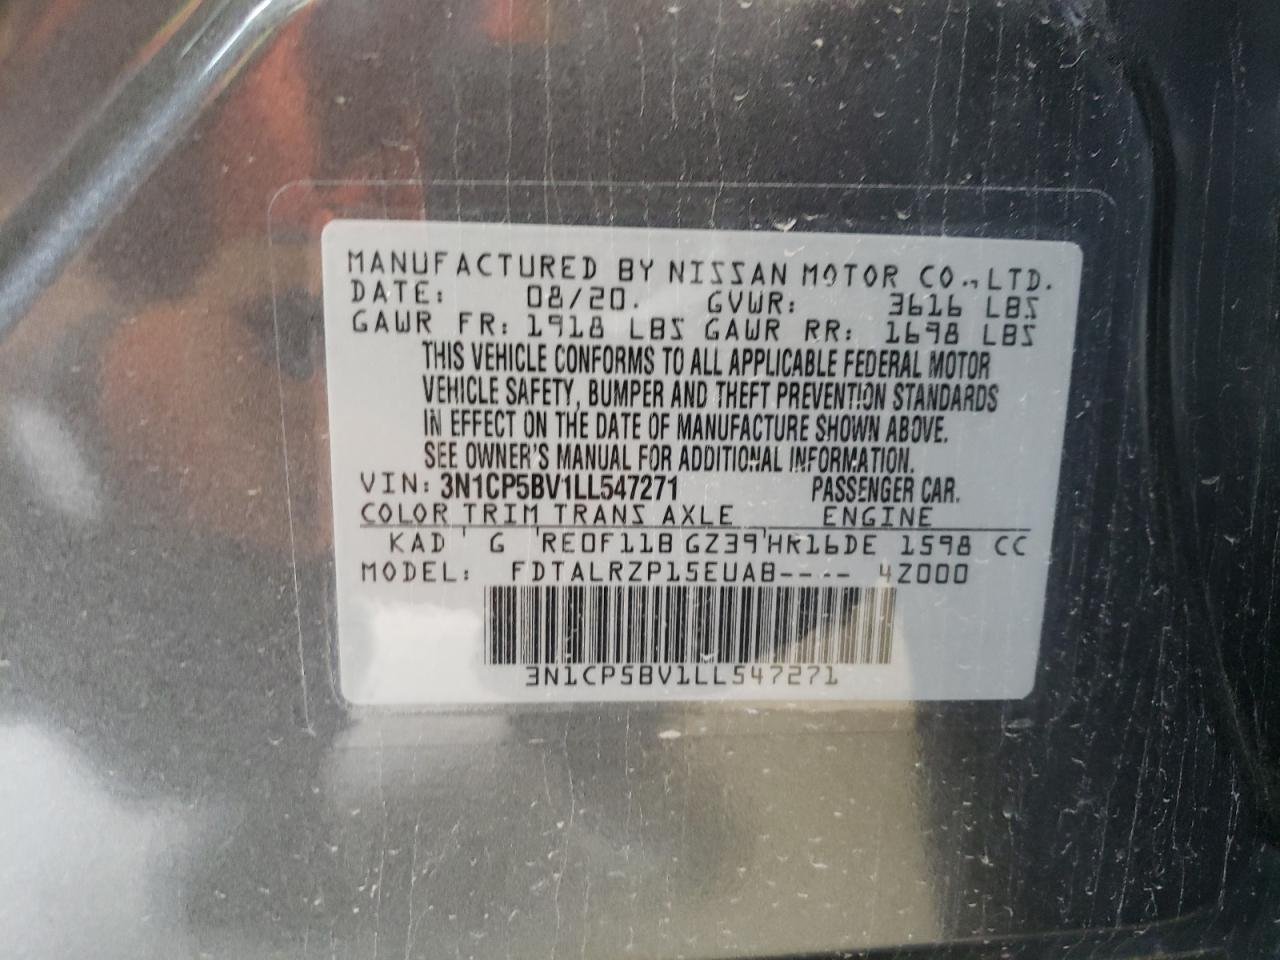 MANUFACTURED BY NISSAN MOTOR CO.,LTD.
DATE: 08/20. GVWR: 3616 LBS
GAWR FR: 1918 LBS GAWR RR: 1698 LBS
THIS VEHICLE CONFORMS TO ALL APPLICABLE FEDERAL MOTOR
VEHICLE SAFETY, BUMPER AND THEFT PREVENTION STANDARDS
IN EFFECT ON THE DATE OF MANUFACTURE SHOWN ABOVE.
SEE OWNER'S MANUAL FOR ADDITIONAL INFORMATION.
VIN: 3N1CP5BV1LL547271 PASSENGER CAR.
COLOR TRIM TRANS AXLE ENGINE
KAD G RE0F11B GZ39 HR16DE 1598 CC
MODEL: FDTALRZP15EUAB---- 4Z000
3N1CP5BV1LL547271